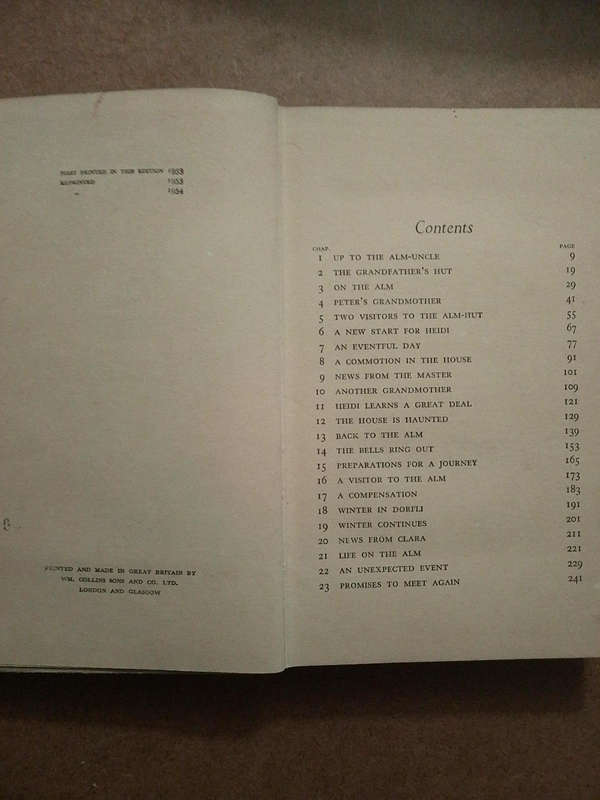 FIRST PRINTED IN THIS EDITION 1953
REPRINTED 1953
" 1954
PRINTED AND MADE IN GREAT BRITAIN BY
WM. COLLINS SONS AND CO. LTD.
LONDON AND GLASGOW
Contents
CHAP. PAGE
1 UP TO THE ALM-UNCLE 9
2 THE GRANDFATHER'S HUT 19
3 ON THE ALM 29
4 PETER'S GRANDMOTHER 41
5 TWO VISITORS TO THE ALM-HUT 55
6 A NEW START FOR HEIDI 67
7 AN EVENTFUL DAY 77
8 A COMMOTION IN THE HOUSE 91
9 NEWS FROM THE MASTER 101
10 ANOTHER GRANDMOTHER 109
11 HEIDI LEARNS A GREAT DEAL 121
12 THE HOUSE IS HAUNTED 129
13 BACK TO THE ALM 139
14 THE BELLS RING OUT 153
15 PREPARATIONS FOR A JOURNEY 165
16 A VISITOR TO THE ALM 173
17 A COMPENSATION 183
18 WINTER IN DORFLI 191
19 WINTER CONTINUES 201
20 NEWS FROM CLARA 211
21 LIFE ON THE ALM 221
22 AN UNEXPECTED EVENT 229
23 PROMISES TO MEET AGAIN 241